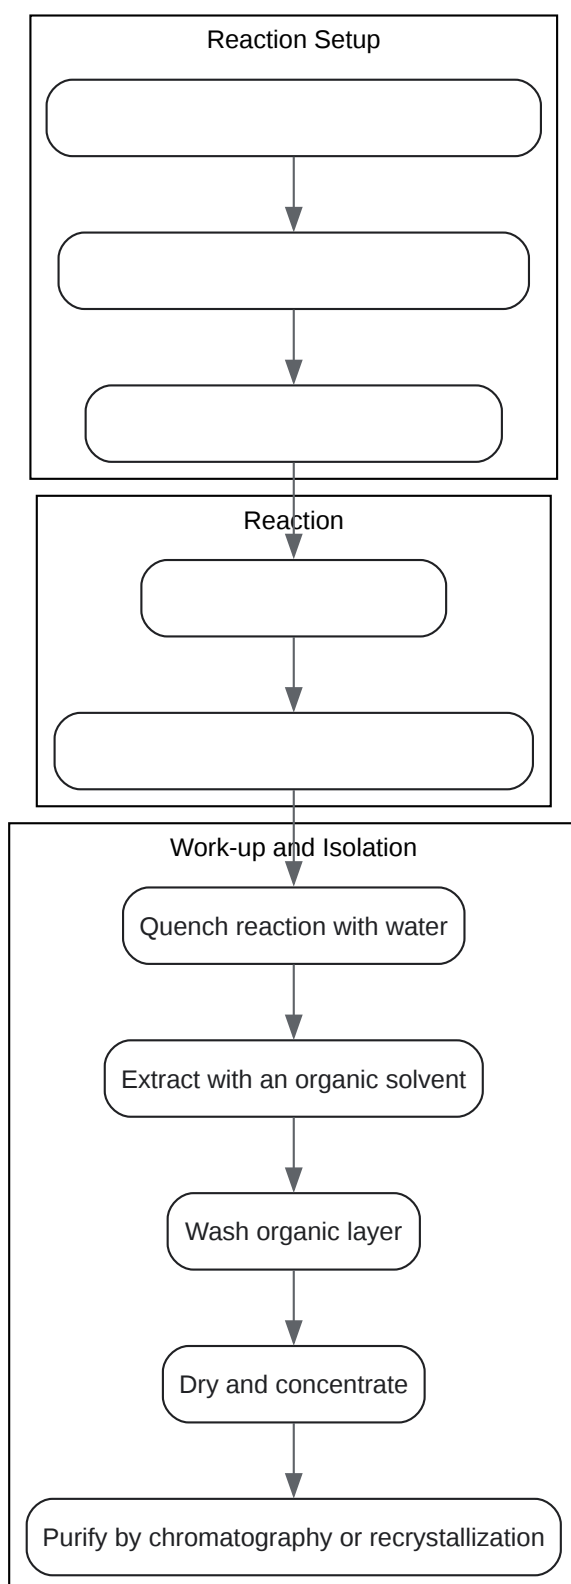 Reaction Setup
Reaction
Work-up and Isolation
Quench reaction with water
Extract with an organic solvent
Wash organic layer
Dry and concentrate
Purify by chromatography or recrystallization